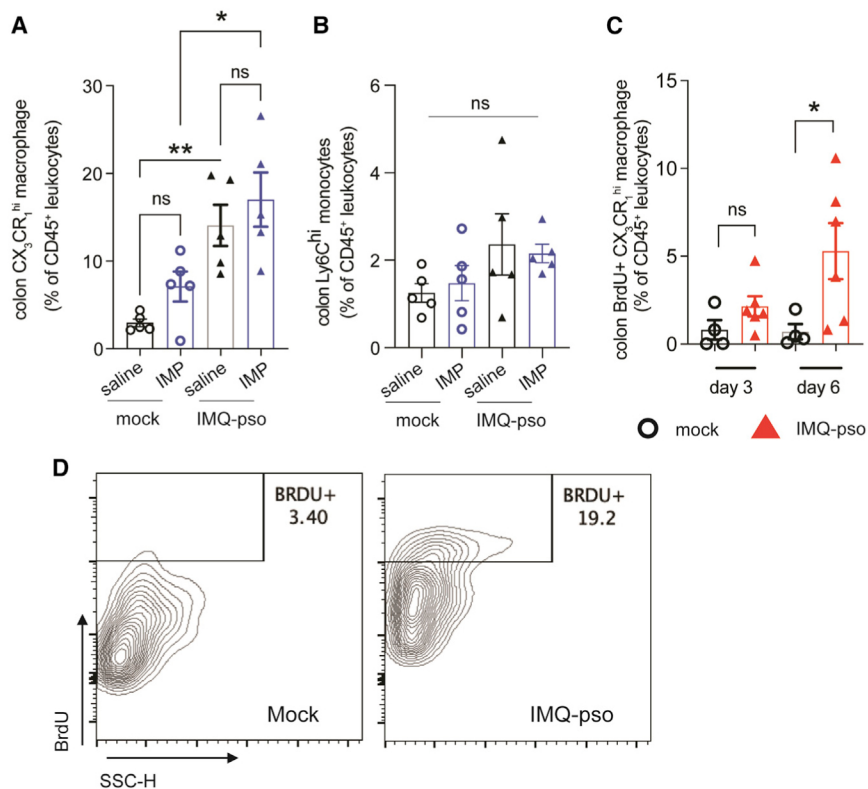 A
colon CX3CR1hi macrophage
(% of CD45+ leukocytes)
30
20
10
0
*
ns
**
ns
saline
IMP
saline
IMP
mock
IMQ-pso
B
colon Ly6Chi monocytes
(% of CD45+ leukocytes)
6
4
2
0
ns
saline
IMP
saline
IMP
mock
IMQ-pso
C
colon BrdU+ CX3CR1hi macrophage
(% of CD45+ leukocytes)
15
10
5
0
*
ns
day 3
day 6
mock
IMQ-pso
D
BRDU+
3.40
Mock
BRDU+
19.2
IMQ-pso
BrdU
SSC-H